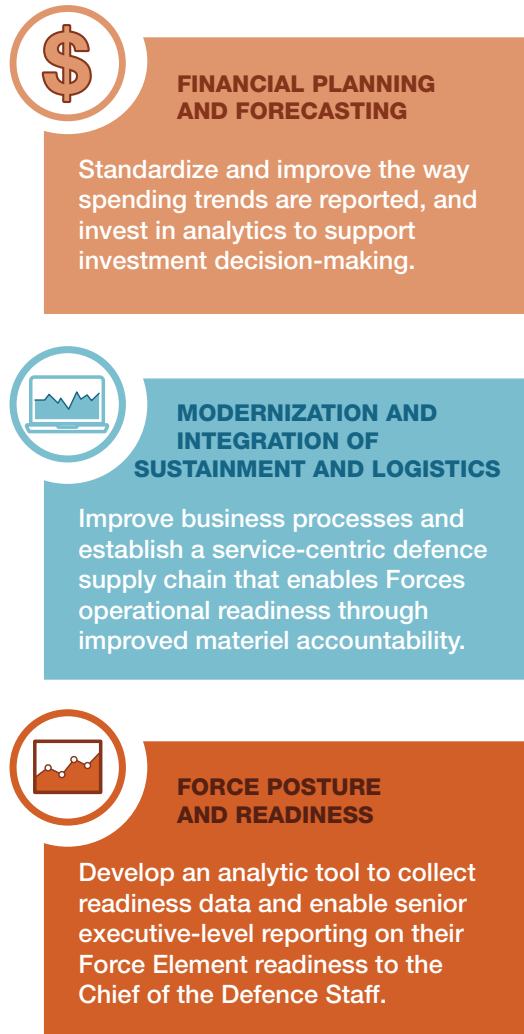 $
FINANCIAL PLANNING
AND FORECASTING
Standardize and improve the way
spending trends are reported, and
invest in analytics to support
investment decision-making.
MODERNIZATION AND
INTEGRATION OF
SUSTAINMENT AND LOGISTICS
Improve business processes and
establish a service-centric defence
supply chain that enables Forces
operational readiness through
improved materiel accountability.
FORCE POSTURE
AND READINESS
Develop an analytic tool to collect
readiness data and enable senior
executive-level reporting on their
Force Element readiness to the
Chief of the Defence Staff.